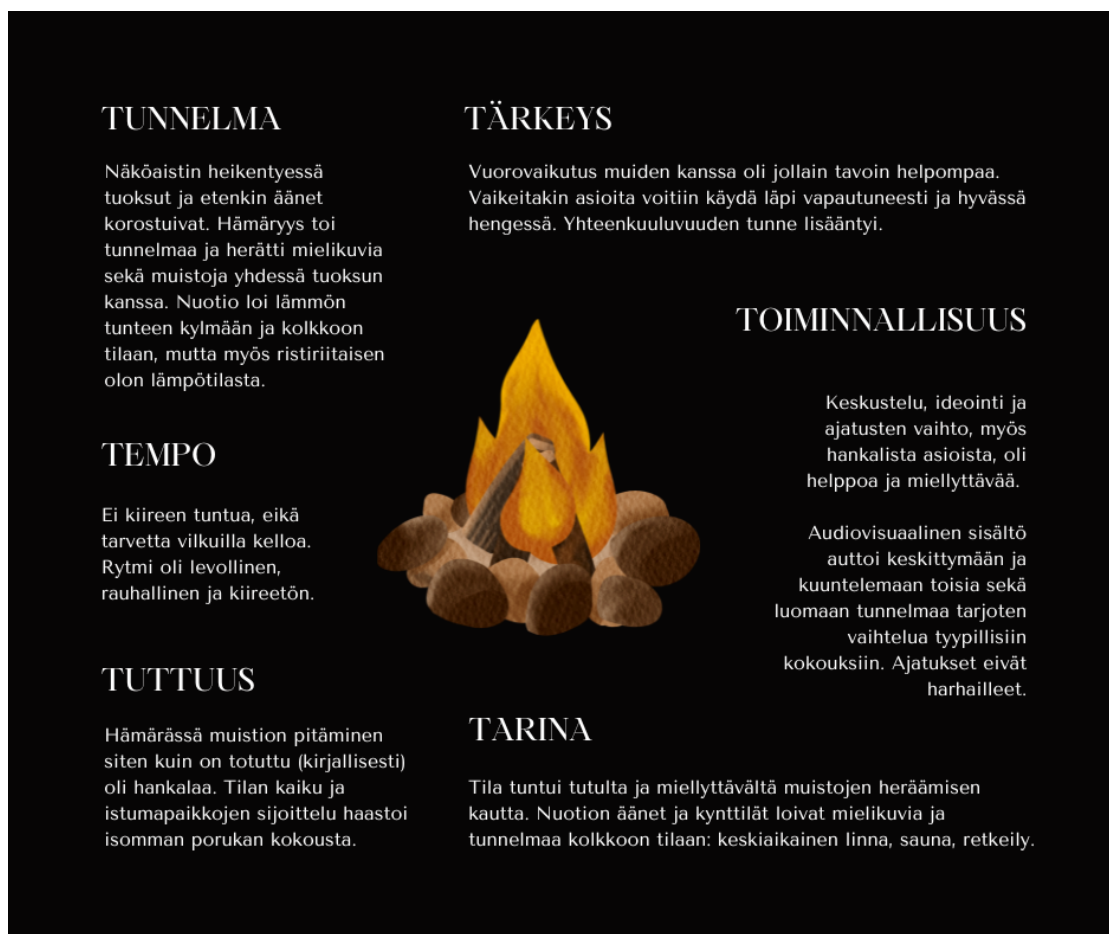 TUNNELMA
Näköaistin heikentyessä
tuoksut ja etenkin äänet
korostuivat. Hämäryys toi
tunnelmaa ja herätti mielikuvia
sekä muistoja yhdessä tuoksun
kanssa. Nuotio loi lämmön
tunteen kylmään ja kolkkoon
tilaan, mutta myös ristiriitaisen
olon lämpötilasta.
TÄRKEYS
Vuorovaikutus muiden kanssa oli jollain tavoin helpompaa.
Vaikeitakin asioita voitiin käydä läpi vapautuneesti ja hyvässä
hengessä. Yhteenkuuluvuuden tunne lisääntyi.
TOIMINNALLISUUS
Keskustelu, ideointi ja
ajatusten vaihto, myös
hankalista asioista, oli
helppoa ja miellyttävää.
Audiovisuaalinen sisältö
auttoi keskittymään ja
kuuntelemaan toisia sekä
luomaan tunnelmaa tarjoten
vaihtelua tyypillisiin
kokouksiin. Ajatukset eivät
harhailleet.
TEMPO
Ei kiireen tuntua, eikä
tarvetta vilkuilla kelloa.
Rytmi oli levollinen,
rauhallinen ja kiireetön.
TUTTUUS
Hämärässä muistion pitäminen
siten kuin on totuttu (kirjallisesti)
oli hankalaa. Tilan kaiku ja
istumapaikkojen sijoittelu haastoi
isomman porukan kokousta.
TARINA
Tila tuntui tutulta ja miellyttävältä muistojen heräämisen
kautta. Nuotion äänet ja kynttilät loivat mielikuvia ja
tunnelmaa kolkkoon tilaan: keskiaikainen linna, sauna, retkeily.